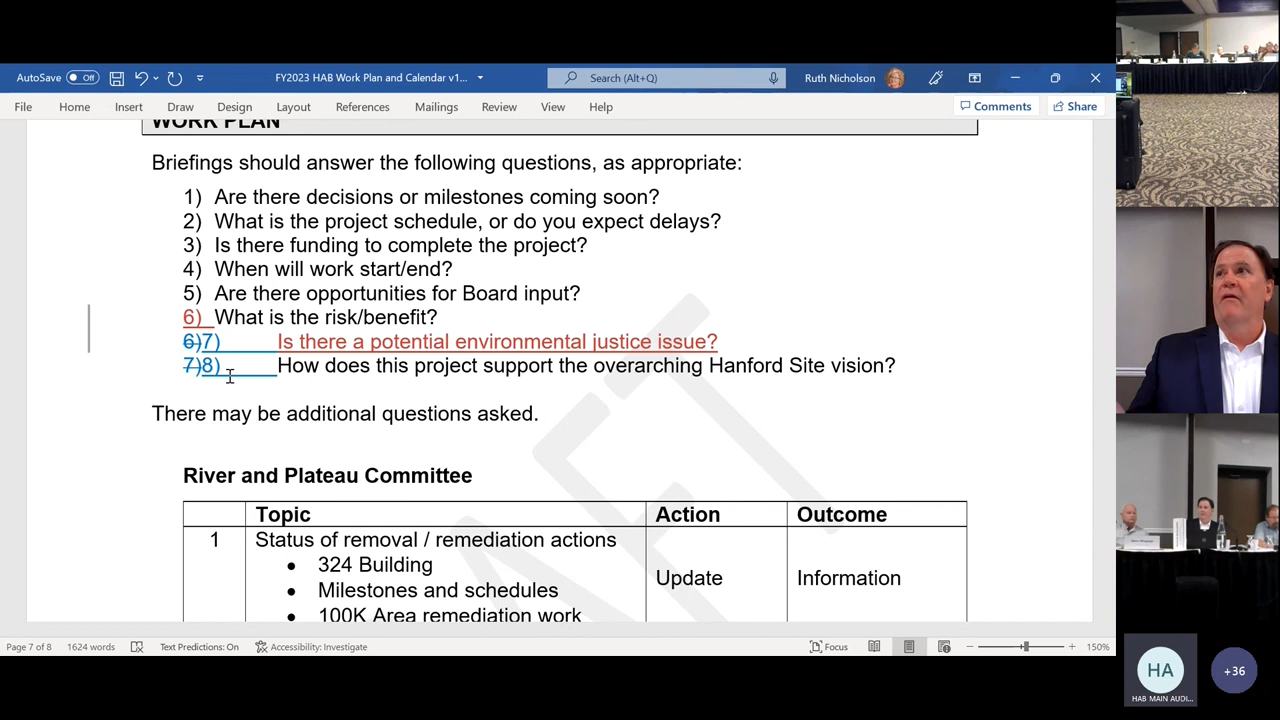 AutoSave Off FY2023 HAB Work Plan and Calendar v1... Search (Alt+Q) Ruth Nicholson
File Home Insert Draw Design Layout References Mailings Review View Help Comments Share
WORK PLAN
Briefings should answer the following questions, as appropriate:
1) Are there decisions or milestones coming soon?
2) What is the project schedule, or do you expect delays?
3) Is there funding to complete the project?
4) When will work start/end?
5) Are there opportunities for Board input?
6) What is the risk/benefit?
6)7) Is there a potential environmental justice issue?
7)8) How does this project support the overarching Hanford Site vision?
There may be additional questions asked.
River and Plateau Committee
Topic Action Outcome
1 Status of removal / remediation actions
• 324 Building
Update Information
• Milestones and schedules
• 100K Area remediation work
Page 7 of 8 1624 words Text Predictions: On Accessibility: Investigate Focus 150%
HA
HAB MAIN AUDI...
+36